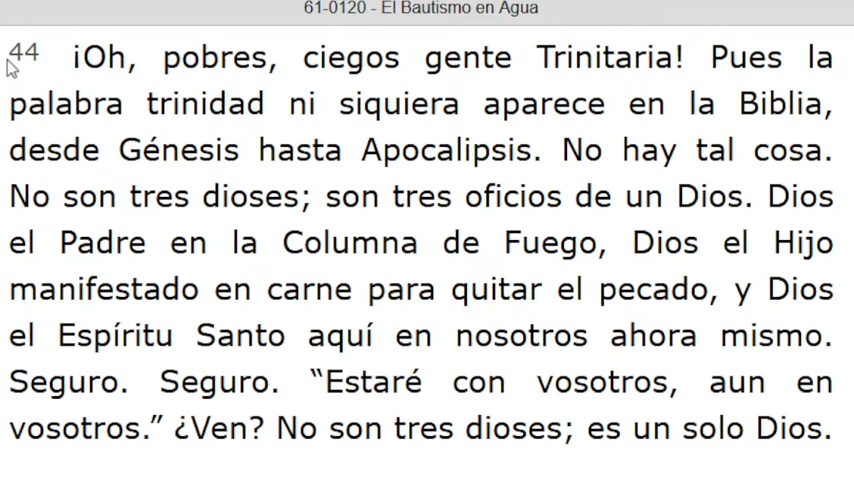 61-0120 - El Bautismo en Agua
44 ¡Oh, pobres, ciegos gente Trinitaria! Pues la
palabra trinidad ni siquiera aparece en la Biblia,
desde Génesis hasta Apocalipsis. No hay tal cosa.
No son tres dioses; son tres oficios de un Dios. Dios
el Padre en la Columna de Fuego, Dios el Hijo
manifestado en carne para quitar el pecado, y Dios
el Espíritu Santo aquí en nosotros ahora mismo.
Seguro. Seguro. “Estaré con vosotros, aun en
vosotros.” ¿Ven? No son tres dioses; es un solo Dios.